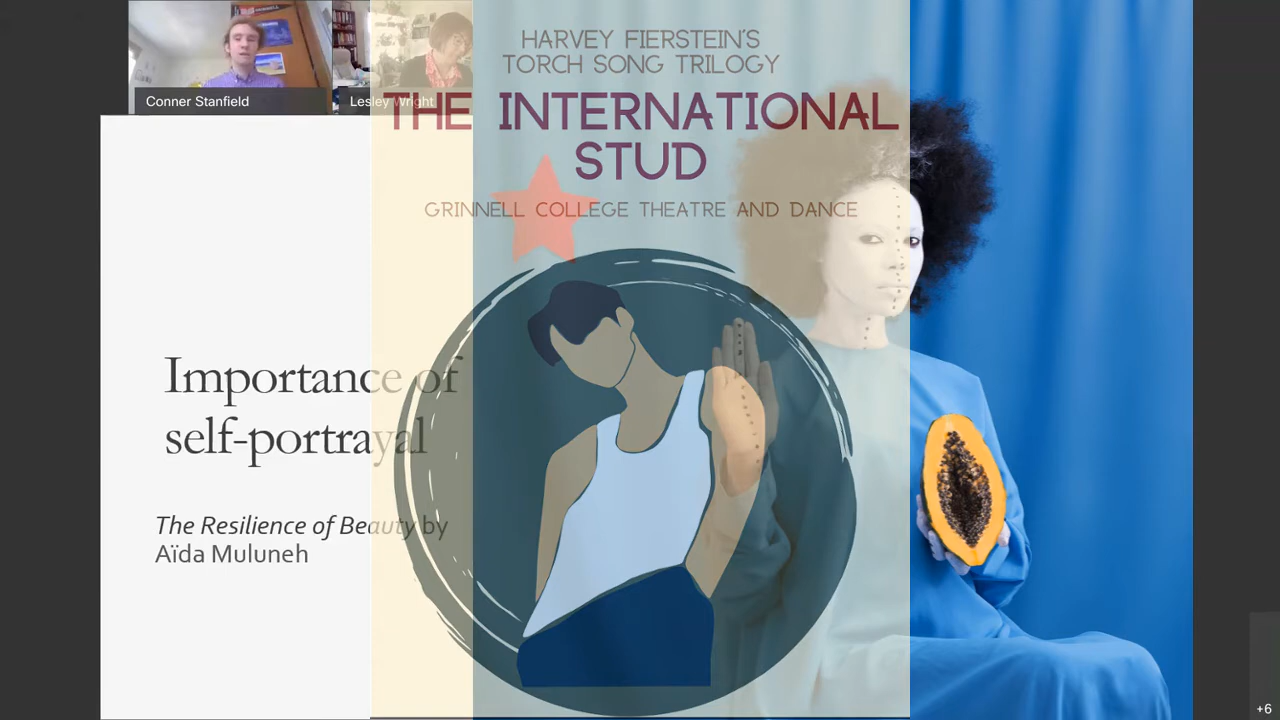 Conner Stanfield
Lesley Wright
HARVEY FIERSTEIN'S
TORCH SONG TRILOGY
THE INTERNATIONAL
STUD
GRINNELL COLLEGE THEATRE AND DANCE
Importance of
self-portrayal
The Resilience of Beauty by
Aïda Muluneh
+6